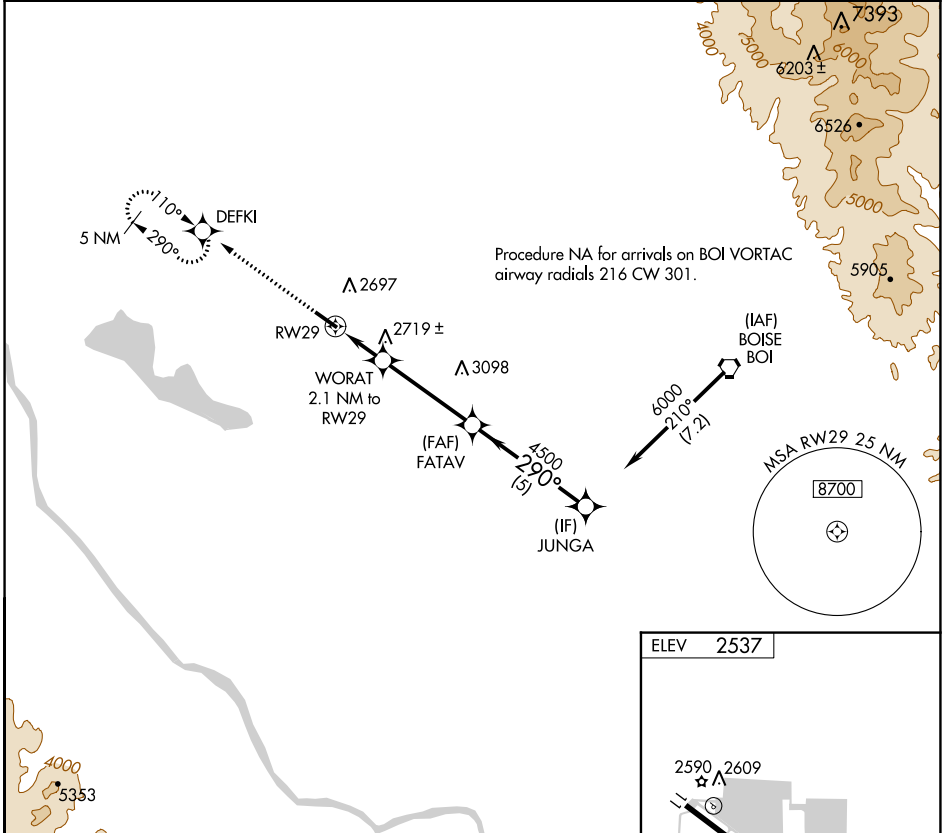 7393
4000
5000
6000
6203 ±
6526
5000
5905
110°
DEFKI
5 NM
290°
Procedure NA for arrivals on BOI VORTAC
airway radials 216 CW 301.
2697
RW29
2719 ±
WORAT
2.1 NM to
RW29
3098
(IAF)
BOISE
BOI
6000
210°
(7.2)
(FAF)
FATAV
4500
290°
(5)
(IF)
JUNGA
MSA RW29 25 NM
8700
ELEV 2537
2590
2609
4000
5353